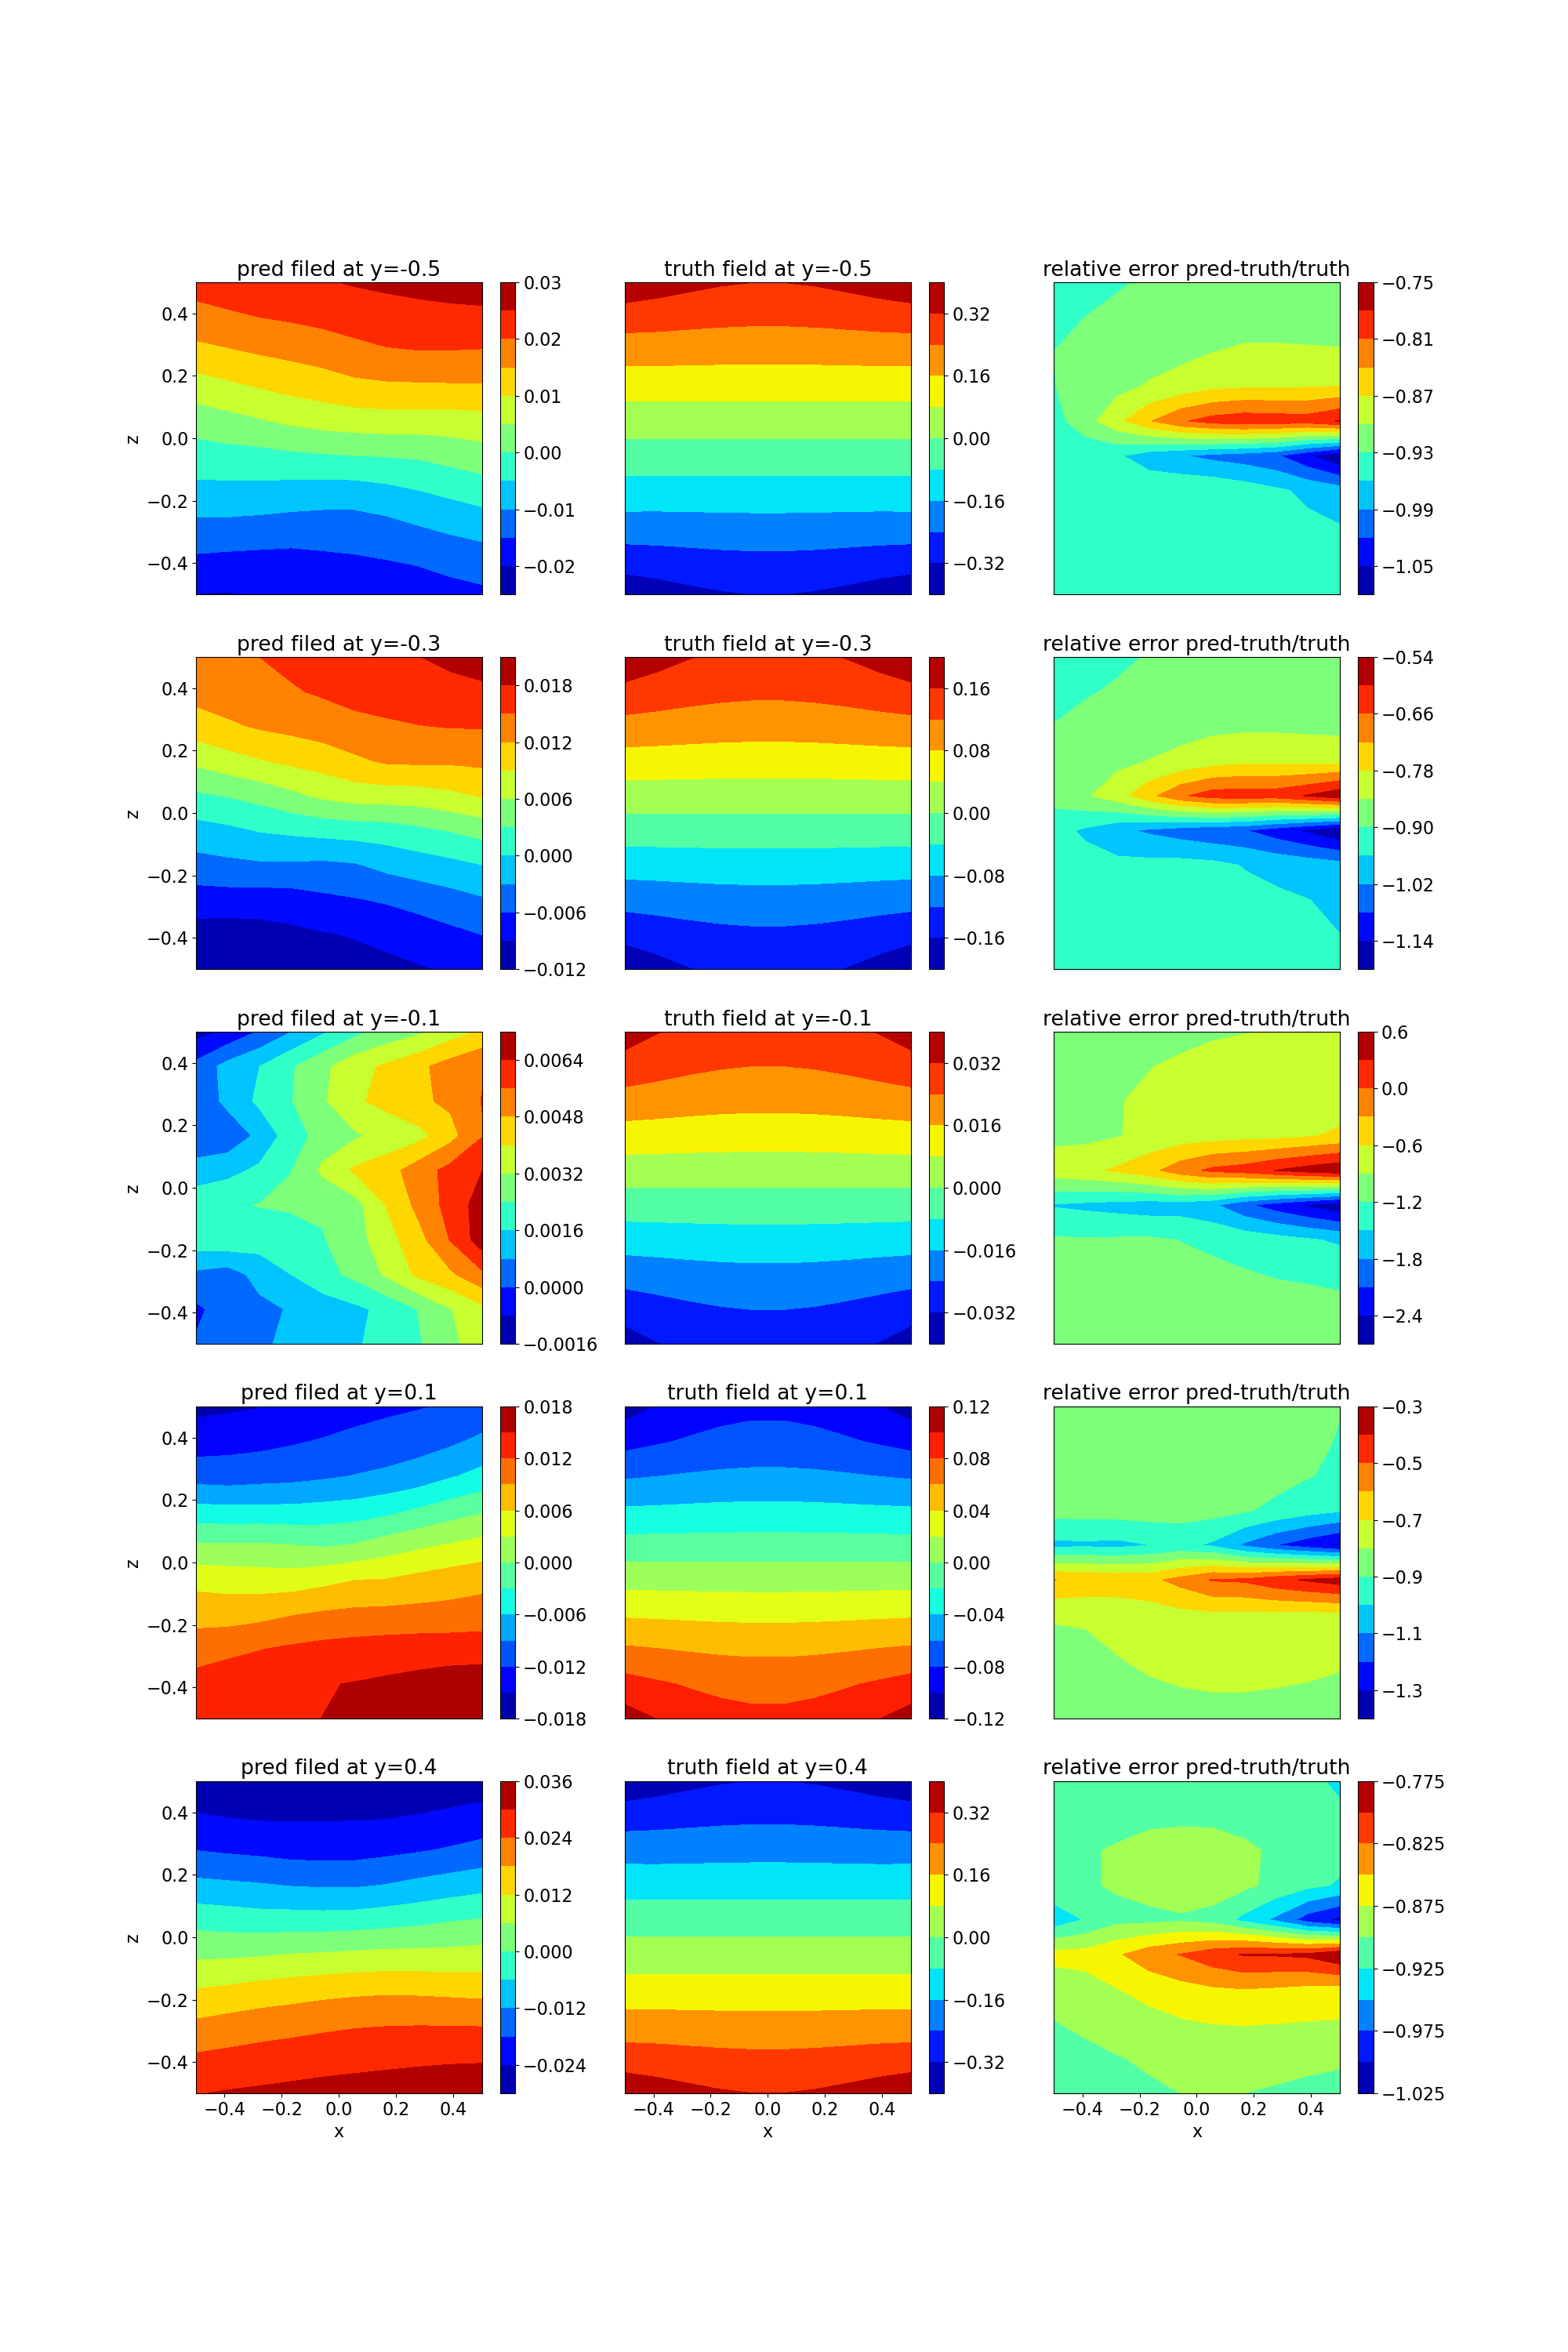 pred filed at y=-0.5 truth field at y=-0.5 relative error pred-truth/truth
z
0.4 0.2 0.0 −0.2 −0.4
0.03 0.02 0.01 0.00 −0.01 −0.02
0.32 0.16 0.00 −0.16 −0.32
−0.75 −0.81 −0.87 −0.93 −0.99 −1.05
pred filed at y=-0.3 truth field at y=-0.3 relative error pred-truth/truth
z
0.4 0.2 0.0 −0.2 −0.4
0.018 0.012 0.006 0.000 −0.006 −0.012
0.16 0.08 0.00 −0.08 −0.16
−0.54 −0.66 −0.78 −0.90 −1.02 −1.14
pred filed at y=-0.1 truth field at y=-0.1 relative error pred-truth/truth
z
0.4 0.2 0.0 −0.2 −0.4
0.0064 0.0048 0.0032 0.0016 0.0000 −0.0016
0.032 0.016 0.000 −0.016 −0.032
0.6 0.0 −0.6 −1.2 −1.8 −2.4
pred filed at y=0.1 truth field at y=0.1 relative error pred-truth/truth
z
0.4 0.2 0.0 −0.2 −0.4
0.018 0.012 0.006 0.000 −0.006 −0.012 −0.018
0.12 0.08 0.04 0.00 −0.04 −0.08 −0.12
−0.3 −0.5 −0.7 −0.9 −1.1 −1.3
pred filed at y=0.4 truth field at y=0.4 relative error pred-truth/truth
z
0.4 0.2 0.0 −0.2 −0.4
0.036 0.024 0.012 0.000 −0.012 −0.024
0.32 0.16 0.00 −0.16 −0.32
−0.775 −0.825 −0.875 −0.925 −0.975 −1.025
−0.4 −0.2 0.0 0.2 0.4 −0.4 −0.2 0.0 0.2 0.4 −0.4 −0.2 0.0 0.2 0.4
x x x